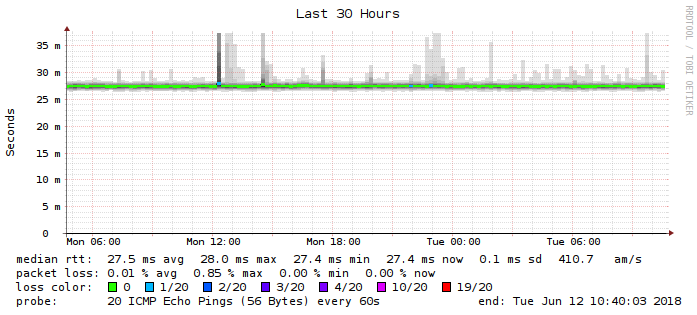 Last 30 Hours
RRDTOOL / TOBI OETIKER
Seconds
35 m
30 m
25 m
20 m
15 m
10 m
5 m
0
Mon 06:00 Mon 12:00 Mon 18:00 Tue 00:00 Tue 06:00
median rtt: 27.5 ms avg 28.0 ms max 27.4 ms min 27.4 ms now 0.1 ms sd 410.7 am/s
packet loss: 0.01 % avg 0.85 % max 0.00 % min 0.00 % now
loss color: 0 1/20 2/20 3/20 4/20 10/20 19/20
probe: 20 ICMP Echo Pings (56 Bytes) every 60s end: Tue Jun 12 10:40:03 2018